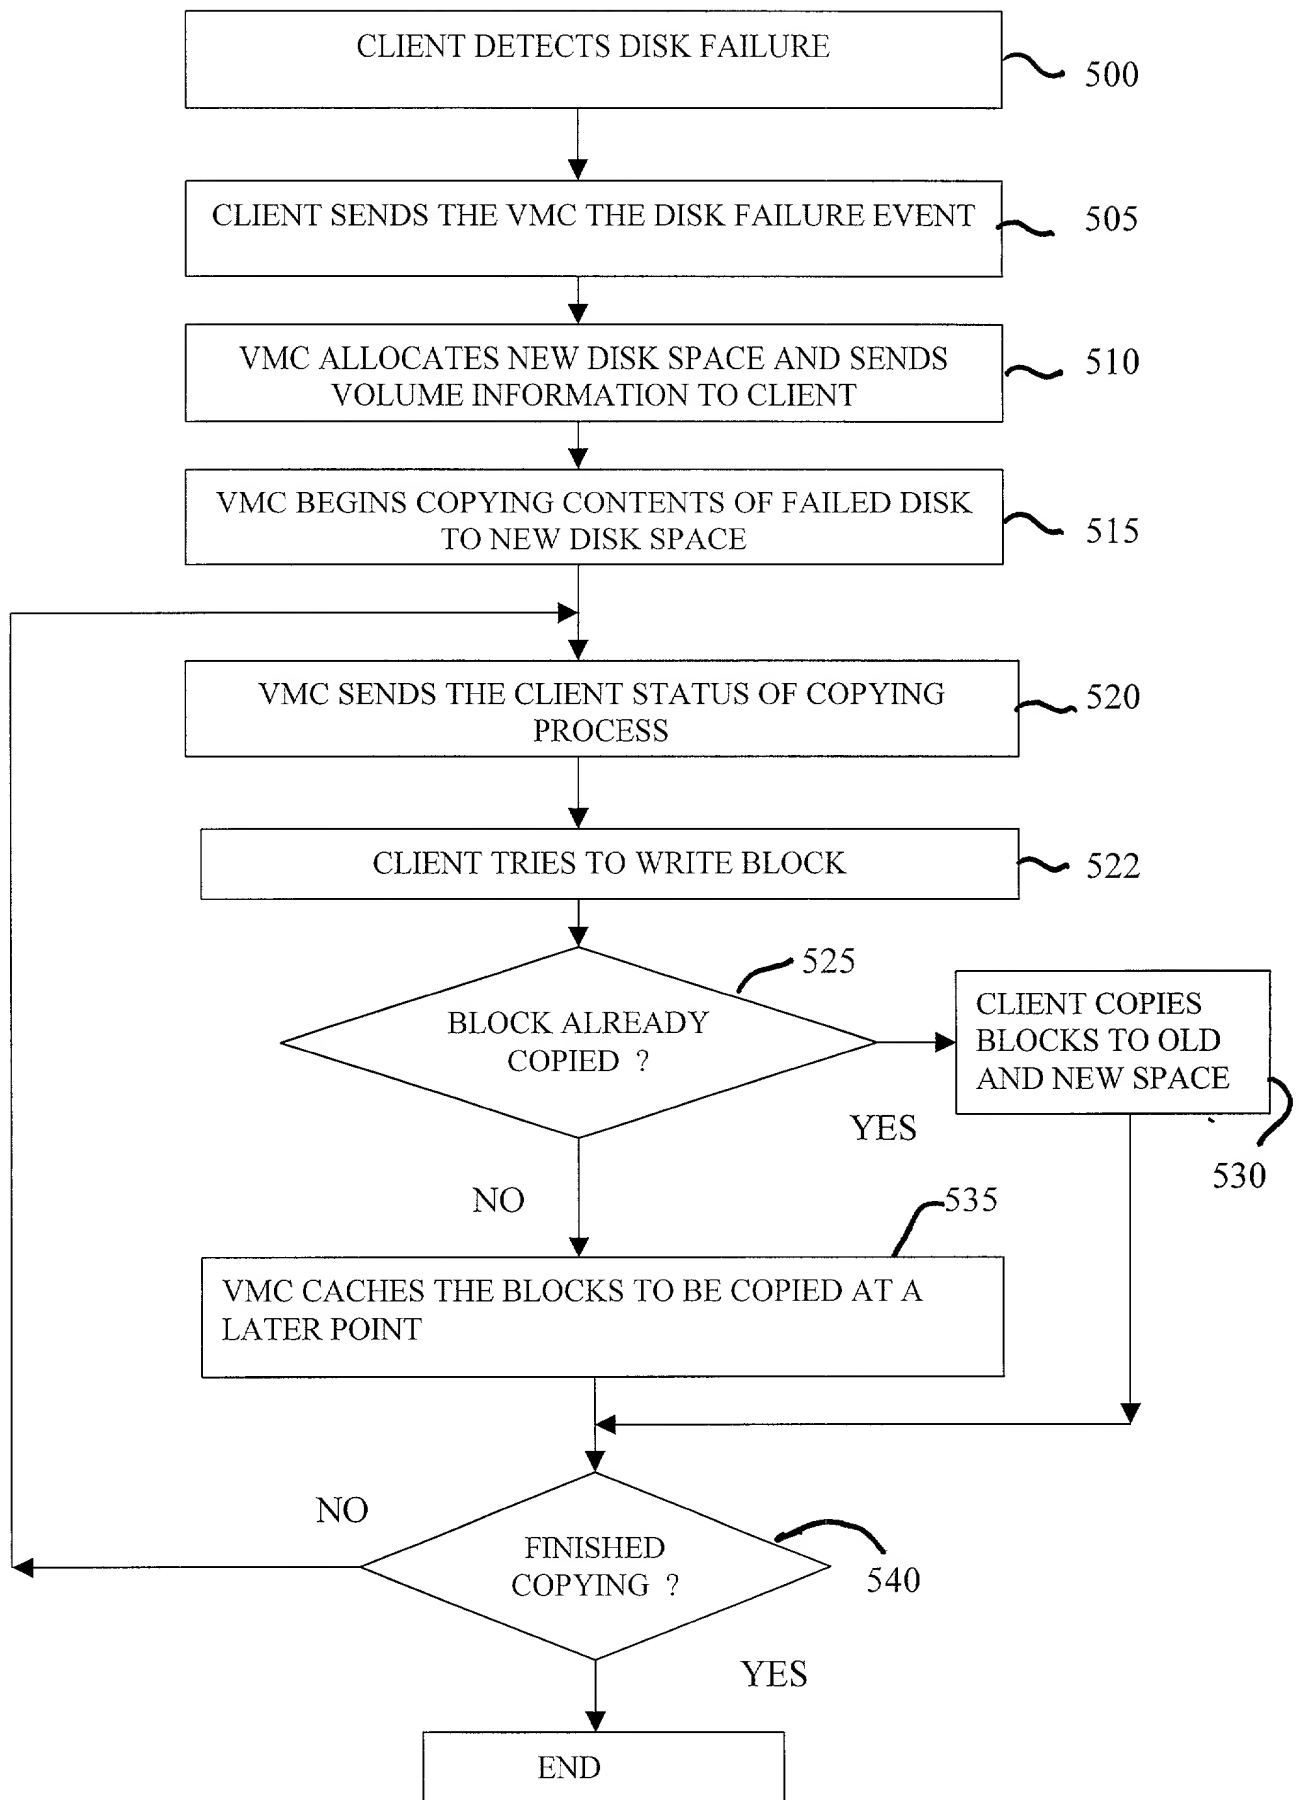 CLIENT DETECTS DISK FAILURE
500
CLIENT SENDS THE VMC THE DISK FAILURE EVENT
505
VMC ALLOCATES NEW DISK SPACE AND SENDS
VOLUME INFORMATION TO CLIENT
510
VMC BEGINS COPYING CONTENTS OF FAILED DISK
TO NEW DISK SPACE
515
VMC SENDS THE CLIENT STATUS OF COPYING
PROCESS
520
CLIENT TRIES TO WRITE BLOCK
522
BLOCK ALREADY
COPIED ?
525
YES
CLIENT COPIES
BLOCKS TO OLD
AND NEW SPACE
530
NO
535
VMC CACHES THE BLOCKS TO BE COPIED AT A
LATER POINT
NO
FINISHED
COPYING ?
540
YES
END